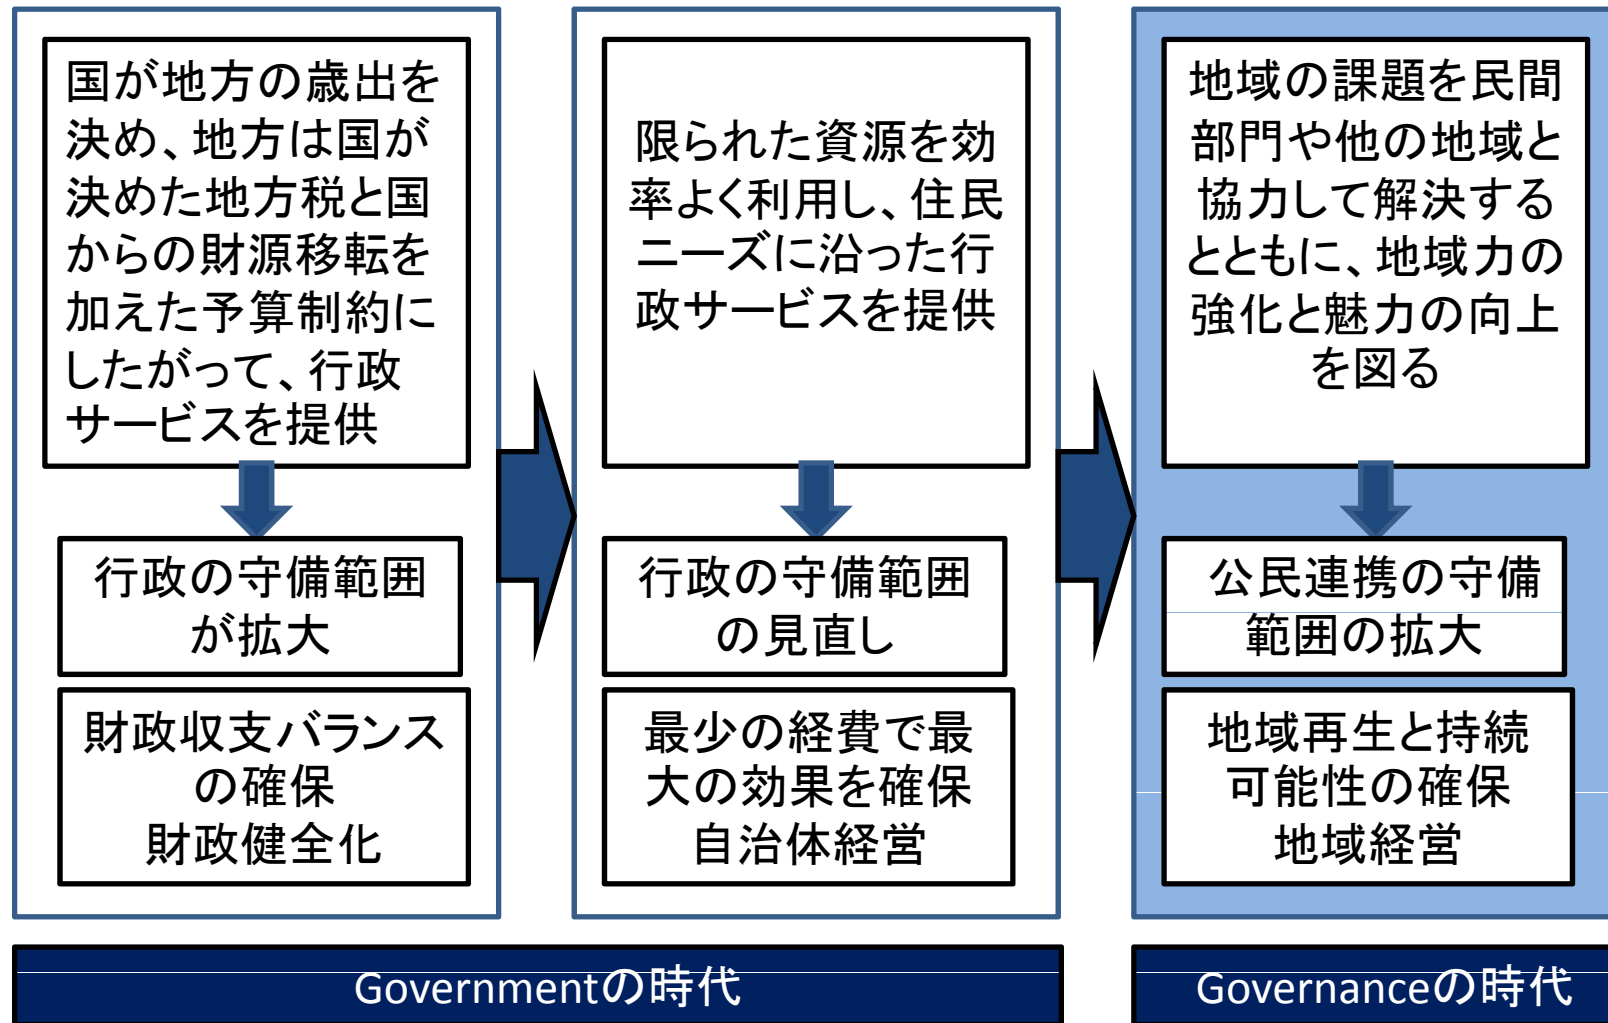 国が地方の歳出を
決め、地方は国が
決めた地方税と国
からの財源移転を
加えた予算制約に
したがって、行政
サービスを提供
行政の守備範囲
が拡大
財政収支バランス
の確保
財政健全化
限られた資源を効
率よく利用し、住民
ニーズに沿った行
政サービスを提供
行政の守備範囲
の見直し
最少の経費で最
大の効果を確保
自治体経営
地域の課題を民間
部門や他の地域と
協力して解決する
とともに、地域力の
強化と魅力の向上
を図る
公民連携の守備
範囲の拡大
地域再生と持続
可能性の確保
地域経営
Governmentの時代
Governanceの時代